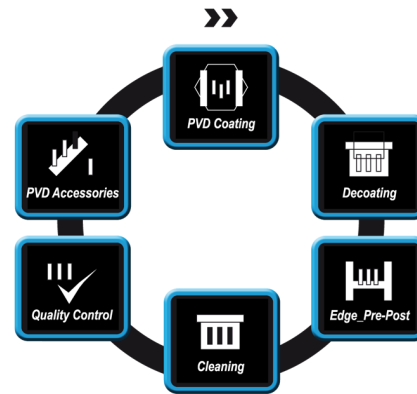 PVD Coating
PVD Accessories
Decoating
Quality Control
Edge_Pre-Post
Cleaning